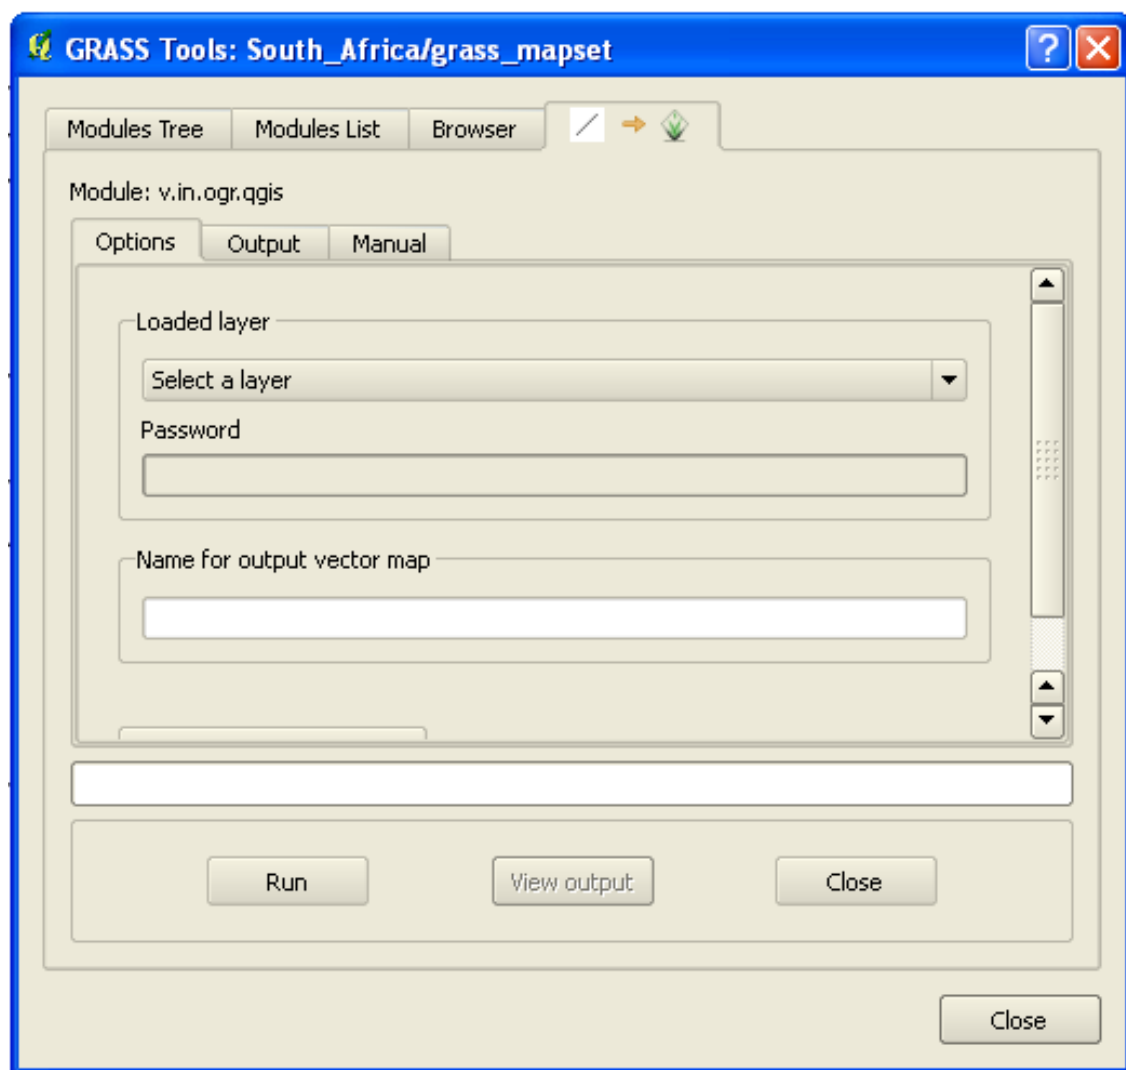 GRASS Tools: South_Africa/grass_mapset
Modules Tree Modules List Browser
Module: v.in.ogr.qgis
Options Output Manual
Loaded layer
Select a layer
Password
Name for output vector map
Run View output Close
Close